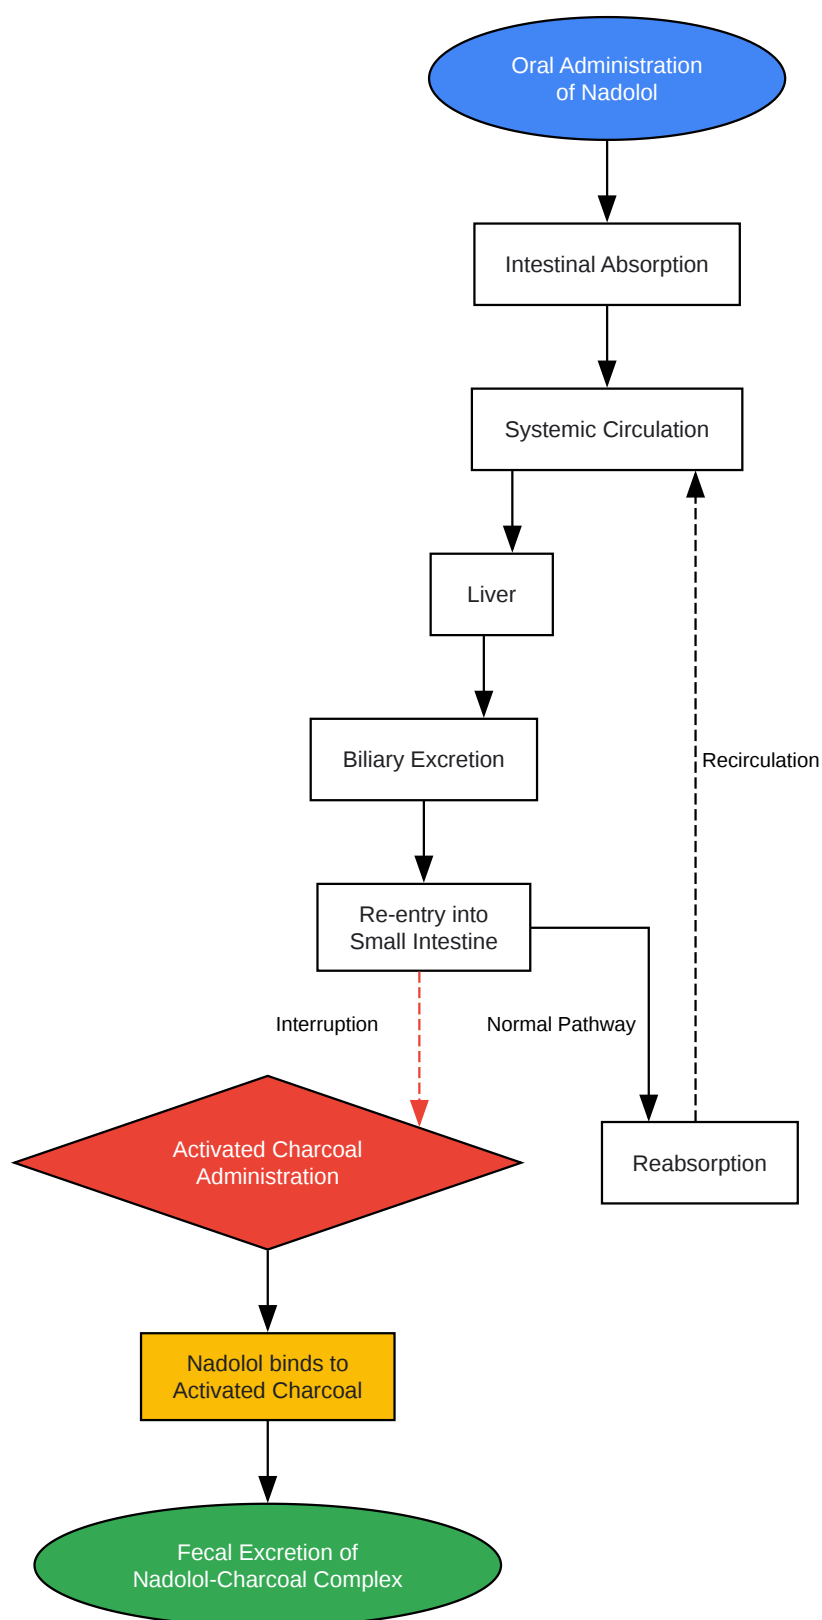 Oral Administration
of Nadolol
Intestinal Absorption
Systemic Circulation
Liver
Biliary Excretion
Recirculation
Re-entry into
Small Intestine
Interruption
Normal Pathway
Activated Charcoal
Administration
Reabsorption
Nadolol binds to
Activated Charcoal
Fecal Excretion of
Nadolol-Charcoal Complex